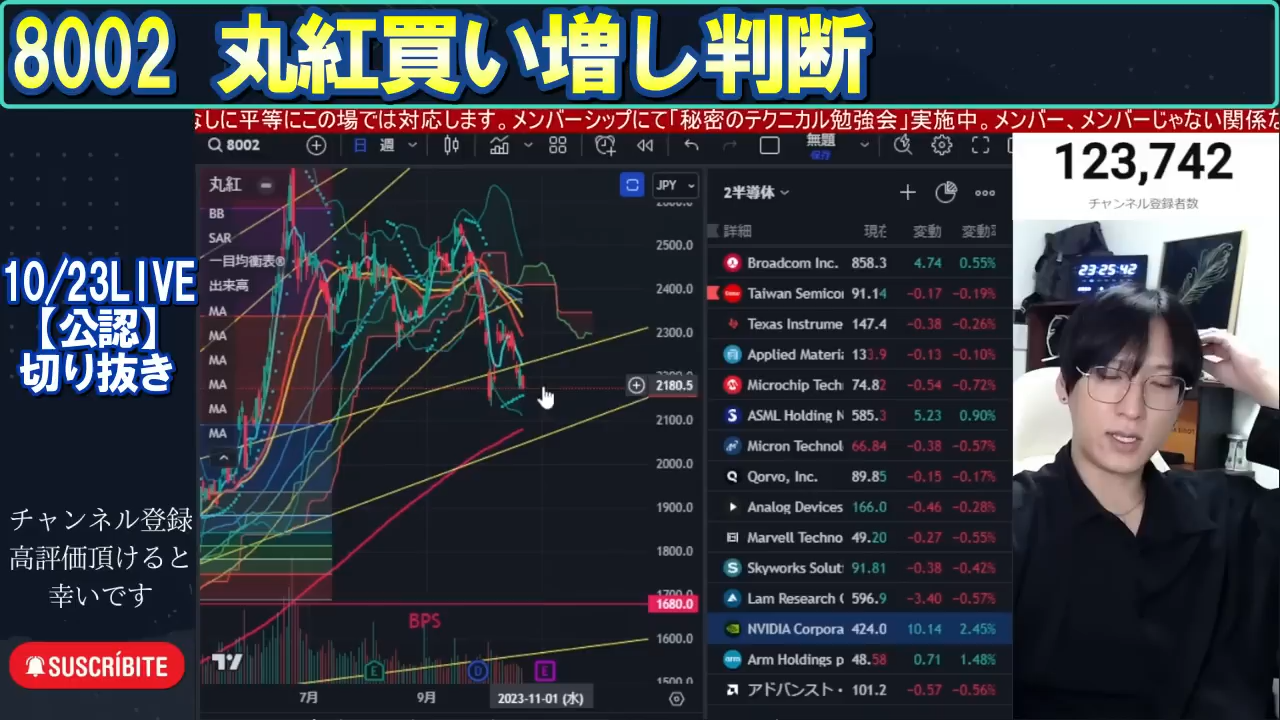 8002 丸紅買い増し判断
なしに平等にこの場では対応します。メンバーシップにて「秘密のテクニカル勉強会」実施中。メンバー、メンバーじゃない関係な
8002
日 週
無題
保存
123,742
チャンネル登録者数
丸紅
JPY
BB
SAR
一目均衡表®
出来高
MA
MA
MA
MA
MA
MA
2500.0
2400.0
2300.0
2180.5
2100.0
2000.0
1900.0
1800.0
1700.0
1680.0
1600.0
1500.0
BPS
E
D
E
7月
9月
2023-11-01 (水)
2半導体
詳細 現在 変動 変動
Broadcom Inc. 858.3 4.74 0.55%
Taiwan Semicor 91.14 −0.17 −0.19%
Texas Instrume 147.4 −0.38 −0.26%
Applied Materia 133.9 −0.13 −0.10%
Microchip Tech 74.82 −0.54 −0.72%
ASML Holding N 585.3 5.23 0.90%
Micron Technol 66.84 −0.38 −0.57%
Qorvo, Inc. 89.85 −0.15 −0.17%
Analog Devices 166.0 −0.46 −0.28%
Marvell Techno 49.20 −0.27 −0.55%
Skyworks Solut 91.81 −0.38 −0.42%
Lam Research C 596.9 −3.40 −0.57%
NVIDIA Corpora 424.0 10.14 2.45%
Arm Holdings p 48.58 0.71 1.48%
アドバンスト・ 101.2 −0.57 −0.56%
23:25:42
10/23LIVE
【公認】
切り抜き
チャンネル登録
高評価頂けると
幸いです
SUSCRÍBITE